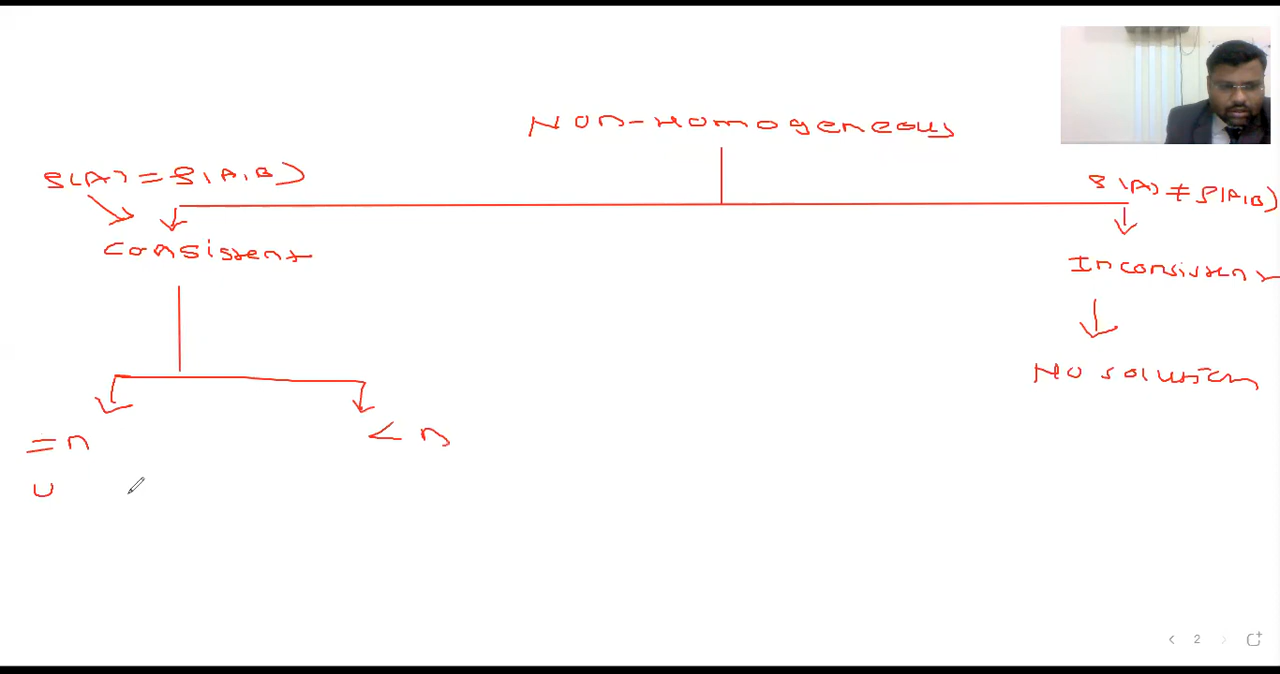 Non-Homogeneous
ρ(A) = ρ(A,B)
ρ(A) ≠ ρ(A,B)
Consistent
Inconsistent
No solution
= n
< n
U
2